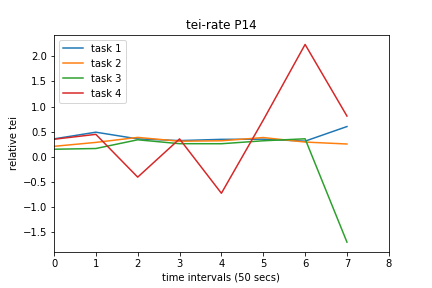 tei-rate P14
task 1
task 2
task 3
task 4
relative tei
2.0
1.5
1.0
0.5
0.0
−0.5
−1.0
−1.5
0 1 2 3 4 5 6 7 8
time intervals (50 secs)